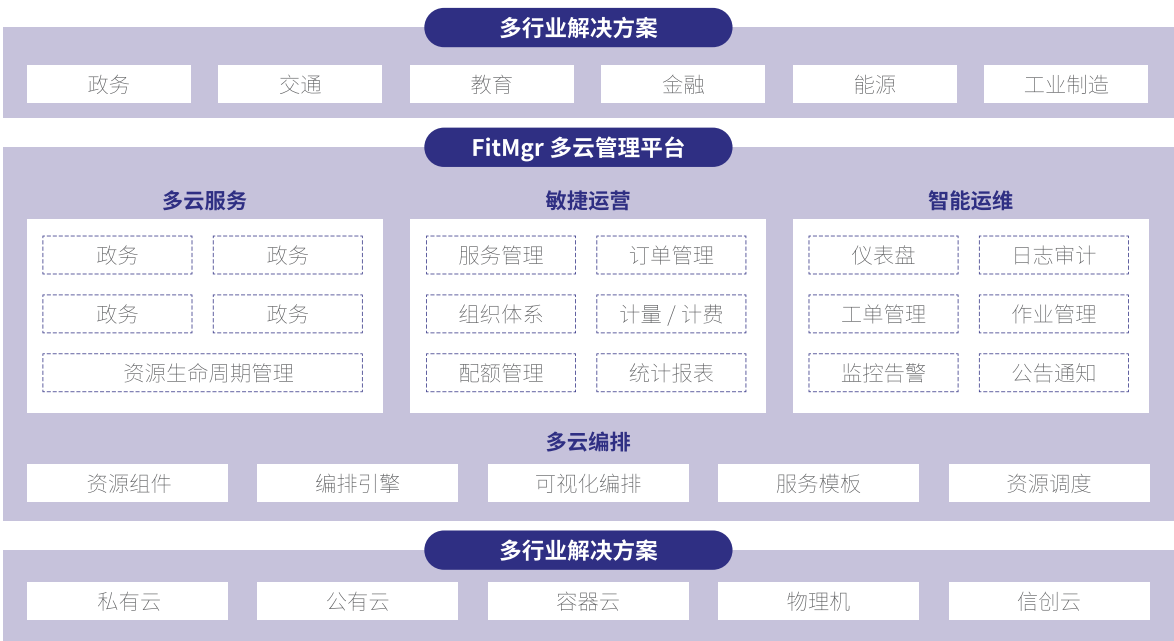 多行业解决方案
政务 交通 教育 金融 能源 工业制造
FitMgr 多云管理平台
多云服务 敏捷运营 智能运维
政务 政务 服务管理 订单管理 仪表盘 日志审计
政务 政务 组织体系 计量 / 计费 工单管理 作业管理
资源生命周期管理 配额管理 统计报表 监控告警 公告通知
多云编排
资源组件 编排引擎 可视化编排 服务模板 资源调度
多行业解决方案
私有云 公有云 容器云 物理机 信创云